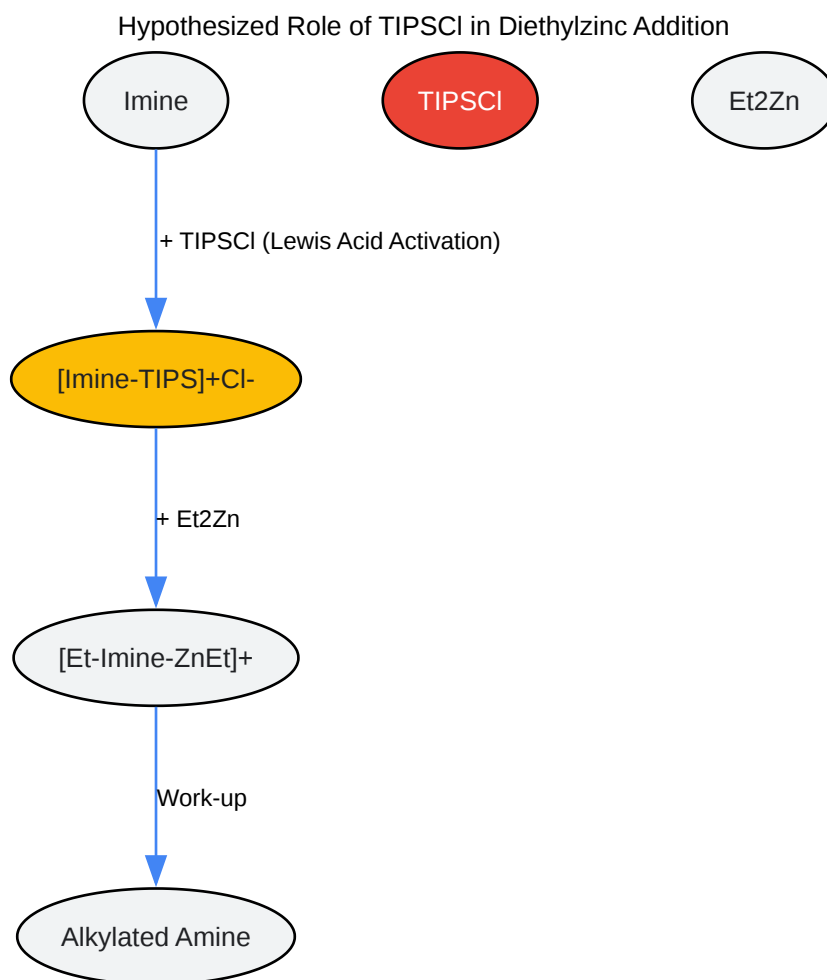 Hypothesized Role of TIPSCl in Diethylzinc Addition
Imine
TIPSCl
Et2Zn
+ TIPSCl (Lewis Acid Activation)
[Imine-TIPS]+Cl-
+ Et2Zn
[Et-Imine-ZnEt]+
Work-up
Alkylated Amine